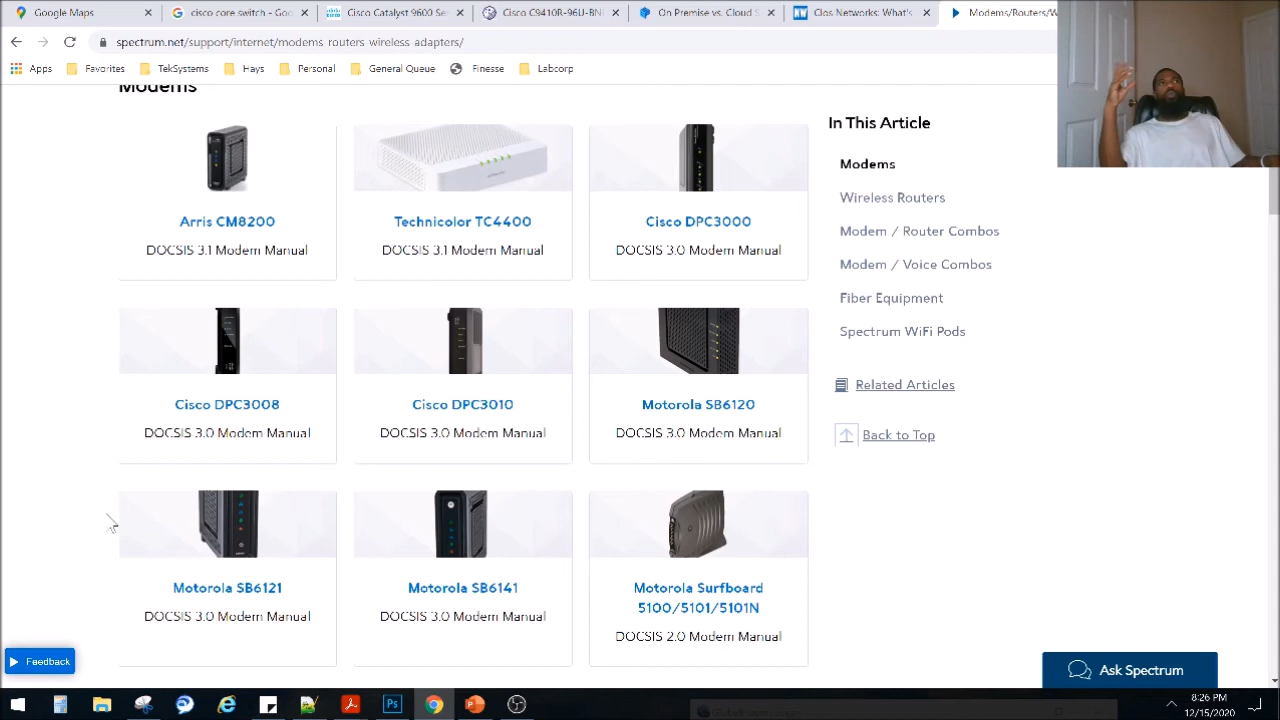 Google Maps
cisco core switch - Go
Cisco Catalyst 9600 Se
Cisco C9410R-96U-BN
On Premise vs. Cloud S
Clos Networks: What's
Modems/Routers/W
spectrum.net/support/internet/modems-routers-wireless-adapters/
Apps Favorites TekSystems Hays Personal General Queue Finesse Labcorp
Modems
Arris CM8200
DOCSIS 3.1 Modem Manual
Technicolor TC4400
DOCSIS 3.1 Modem Manual
Cisco DPC3000
DOCSIS 3.0 Modem Manual
Cisco DPC3008
DOCSIS 3.0 Modem Manual
Cisco DPC3010
DOCSIS 3.0 Modem Manual
Motorola SB6120
DOCSIS 3.0 Modem Manual
Motorola SB6121
DOCSIS 3.0 Modem Manual
Motorola SB6141
DOCSIS 3.0 Modem Manual
Motorola Surfboard
5100/5101/5101N
DOCSIS 2.0 Modem Manual
In This Article
Modems
Wireless Routers
Modem / Router Combos
Modem / Voice Combos
Fiber Equipment
Spectrum WiFi Pods
Related Articles
Back to Top
Feedback
Ask Spectrum
8:26 PM
12/15/2020